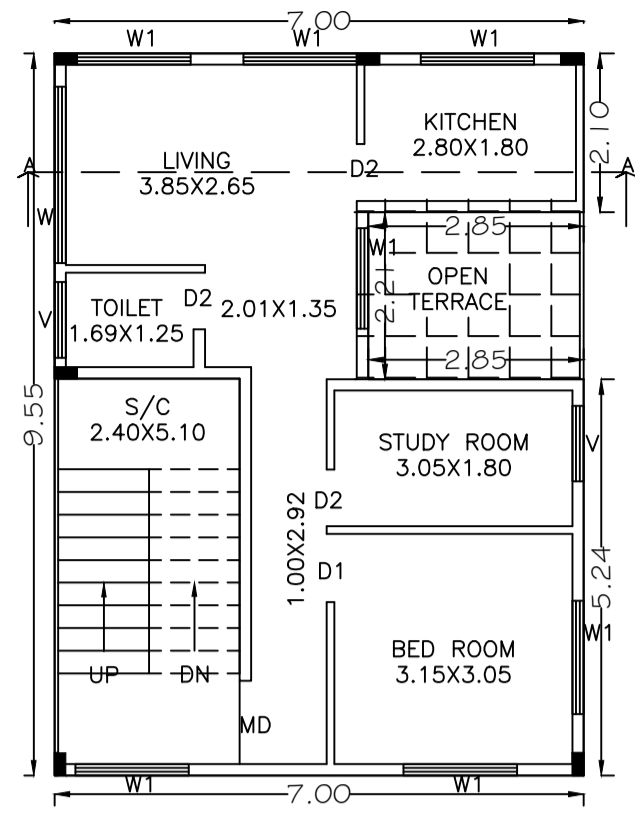 7.00
W1 W1 W1
KITCHEN
2.80X1.80
2.10
LIVING
3.85X2.65
D2
A A
W
W1
2.85
2.21
OPEN
TERRACE
2.85
TOILET
1.69X1.25
D2
2.01X1.35
V
9.55
S/C
2.40X5.10
STUDY ROOM
3.05X1.80
V
D2
1.00X2.92
D1
5.24
W1
BED ROOM
3.15X3.05
UP DN
MD
W1 W1
7.00